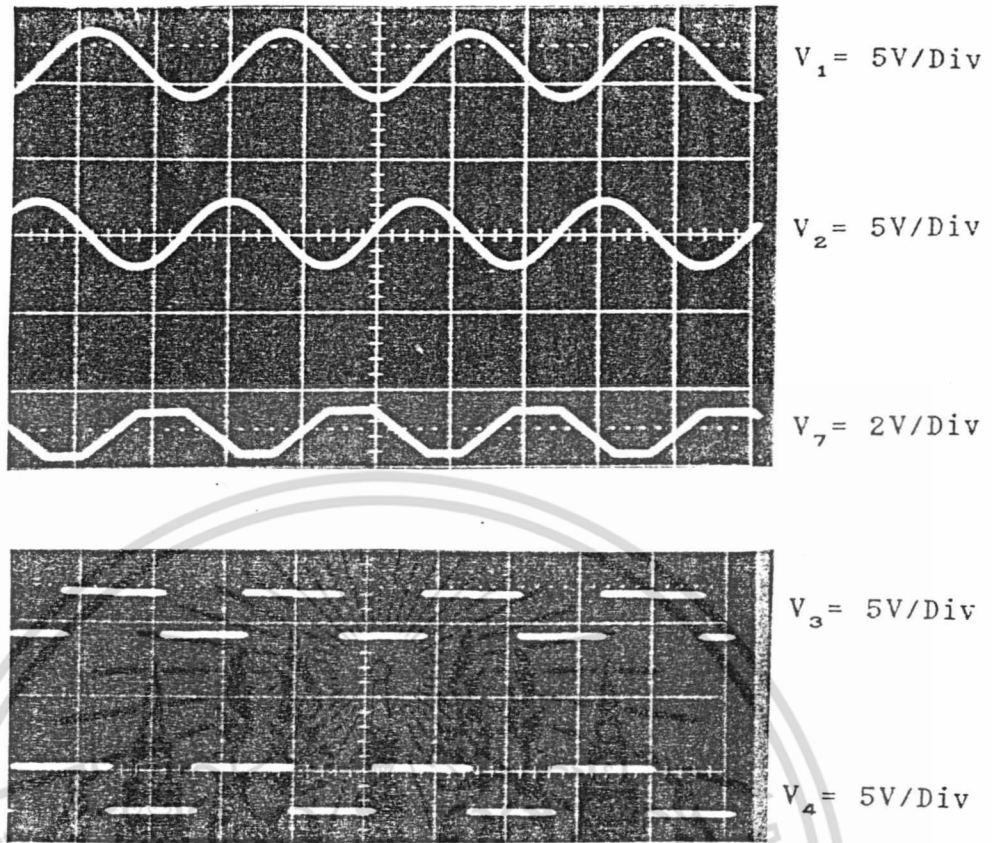 V₁= 5V/Div
V₂= 5V/Div
V₇= 2V/Div
V₃= 5V/Div
V₄= 5V/Div